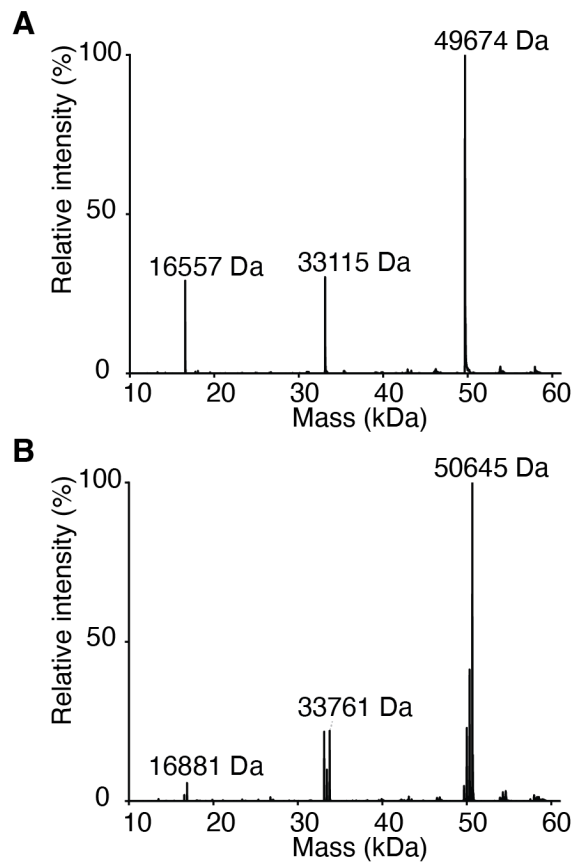 A
Relative intensity (%)
100
50
0
49674 Da
33115 Da
16557 Da
10 20 30 40 50 60
Mass (kDa)
B
Relative intensity (%)
100
50
0
50645 Da
33761 Da
16881 Da
10 20 30 40 50 60
Mass (kDa)